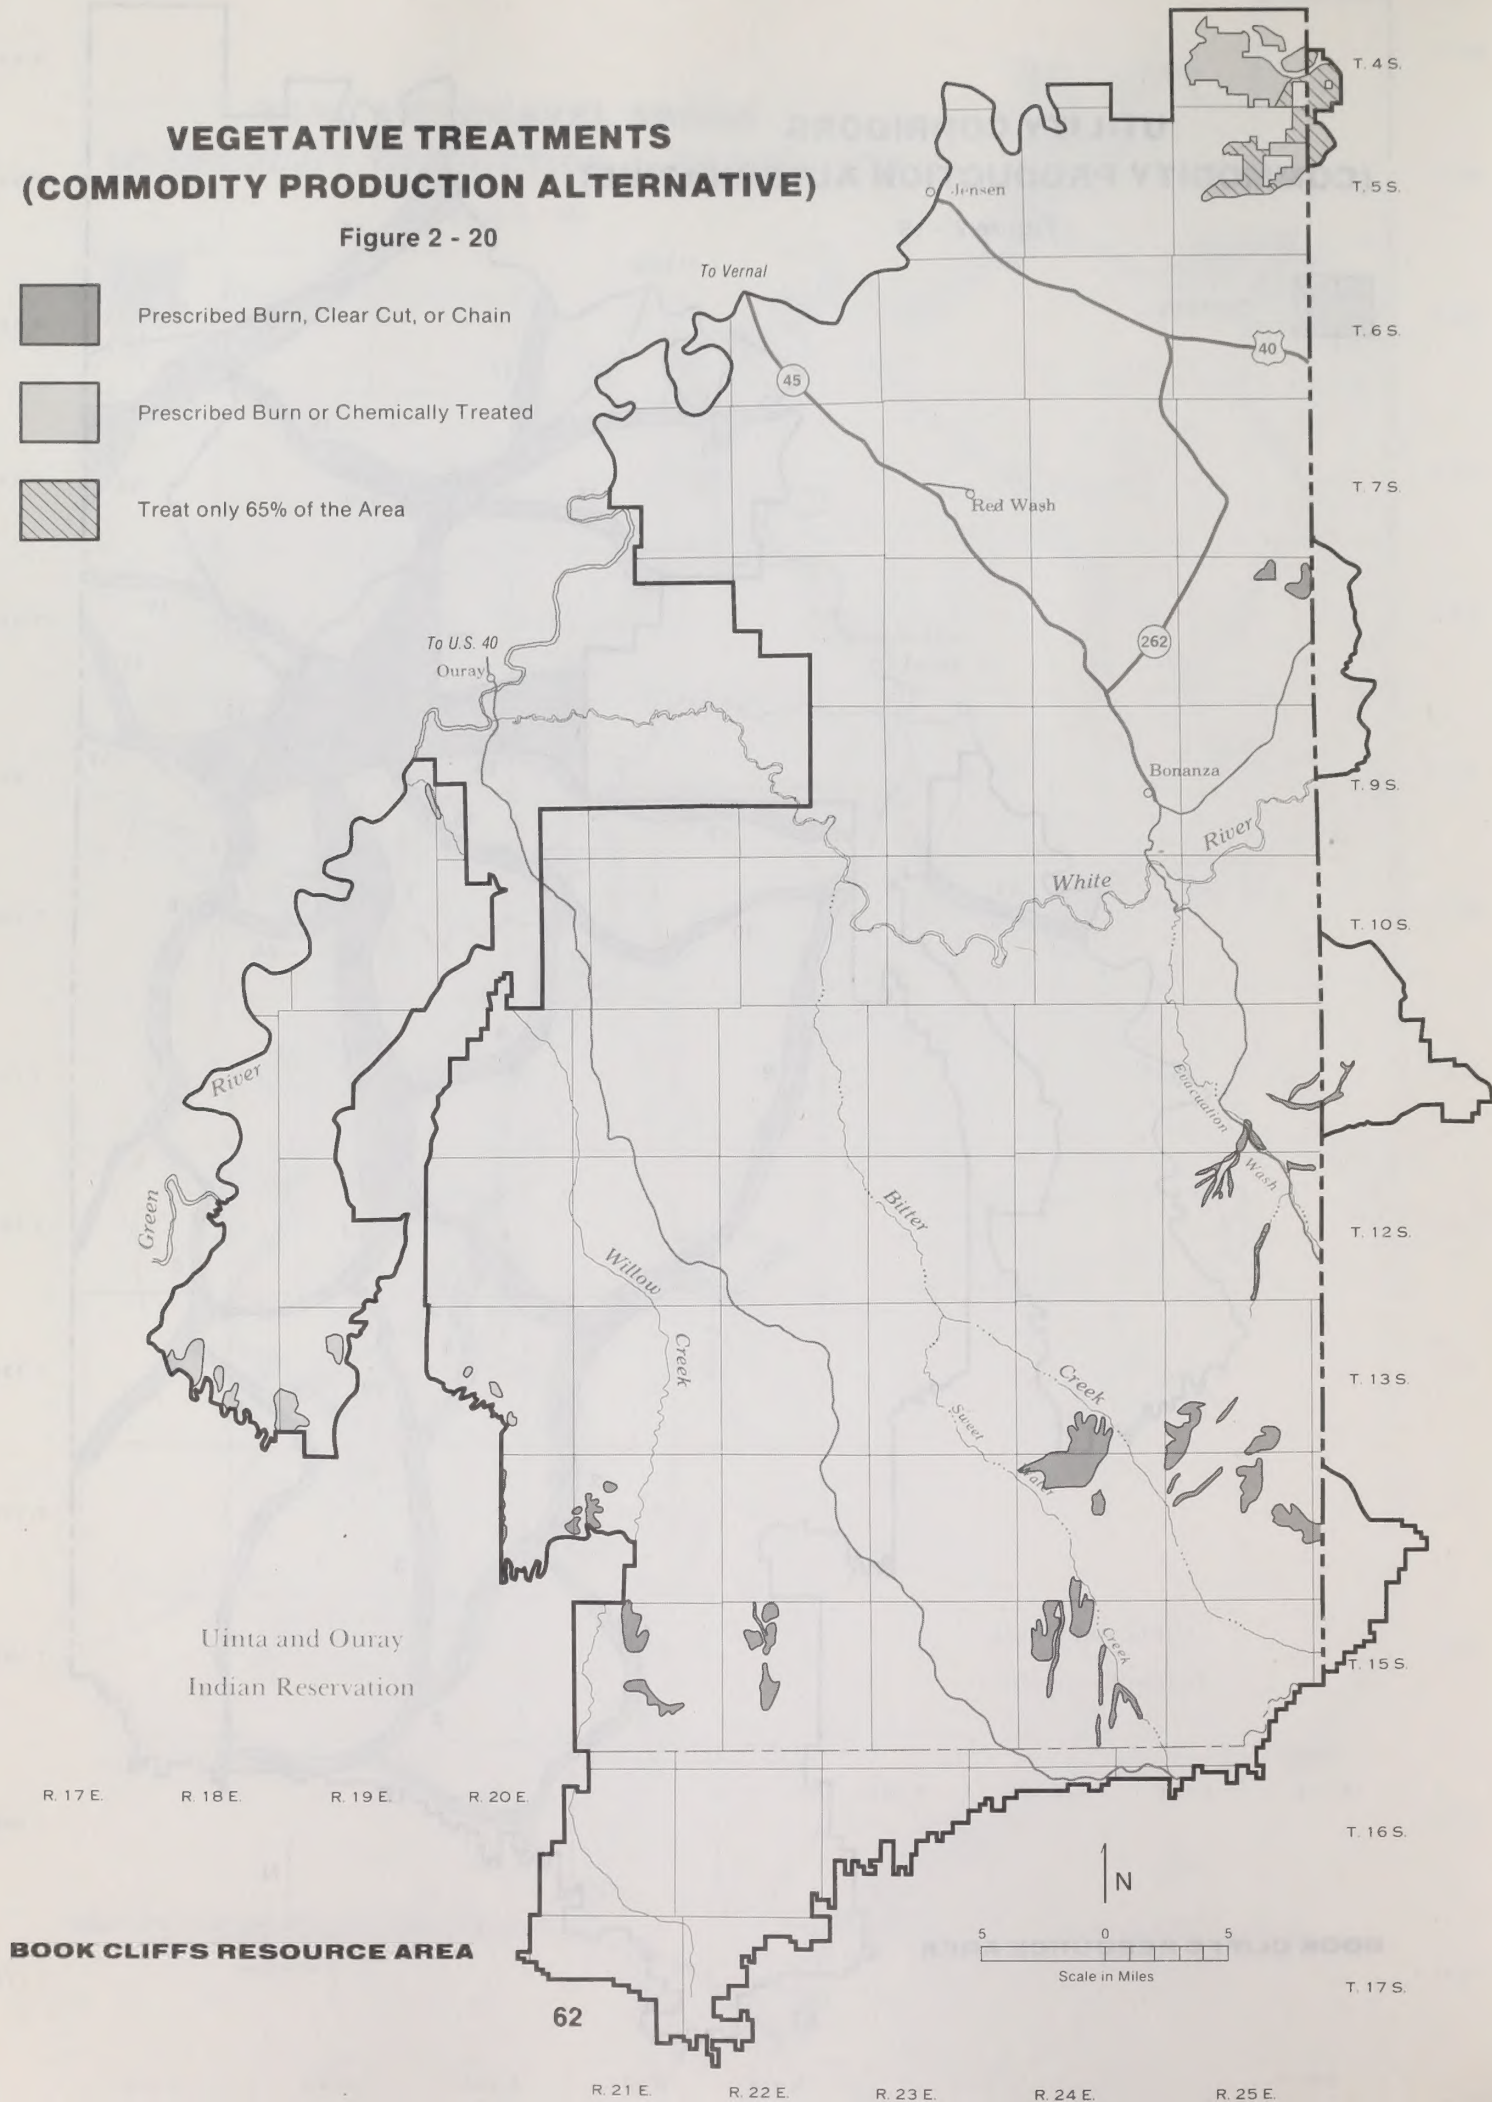 VEGETATIVE TREATMENTS
(COMMODITY PRODUCTION ALTERNATIVE)
Figure 2 - 20
Prescribed Burn, Clear Cut, or Chain
Prescribed Burn or Chemically Treated
Treat only 65% of the Area
T. 4 S.
T. 5 S.
Jensen
To Vernal
T. 6 S.
40
45
T. 7 S.
Red Wash
262
To U.S. 40
Ouray
Bonanza
T. 9 S.
River
White
T. 10 S.
River
Evacuation
Wash
Green
Bitter
T. 12 S.
Willow
Creek
Creek
T. 13 S.
Sweet
Water
Creek
Uinta and Ouray
Indian Reservation
T. 15 S.
R. 17 E.
R. 18 E.
R. 19 E.
R. 20 E.
T. 16 S.
N
BOOK CLIFFS RESOURCE AREA
5 0 5
Scale in Miles
T. 17 S.
62
R. 21 E.
R. 22 E.
R. 23 E.
R. 24 E.
R. 25 E.